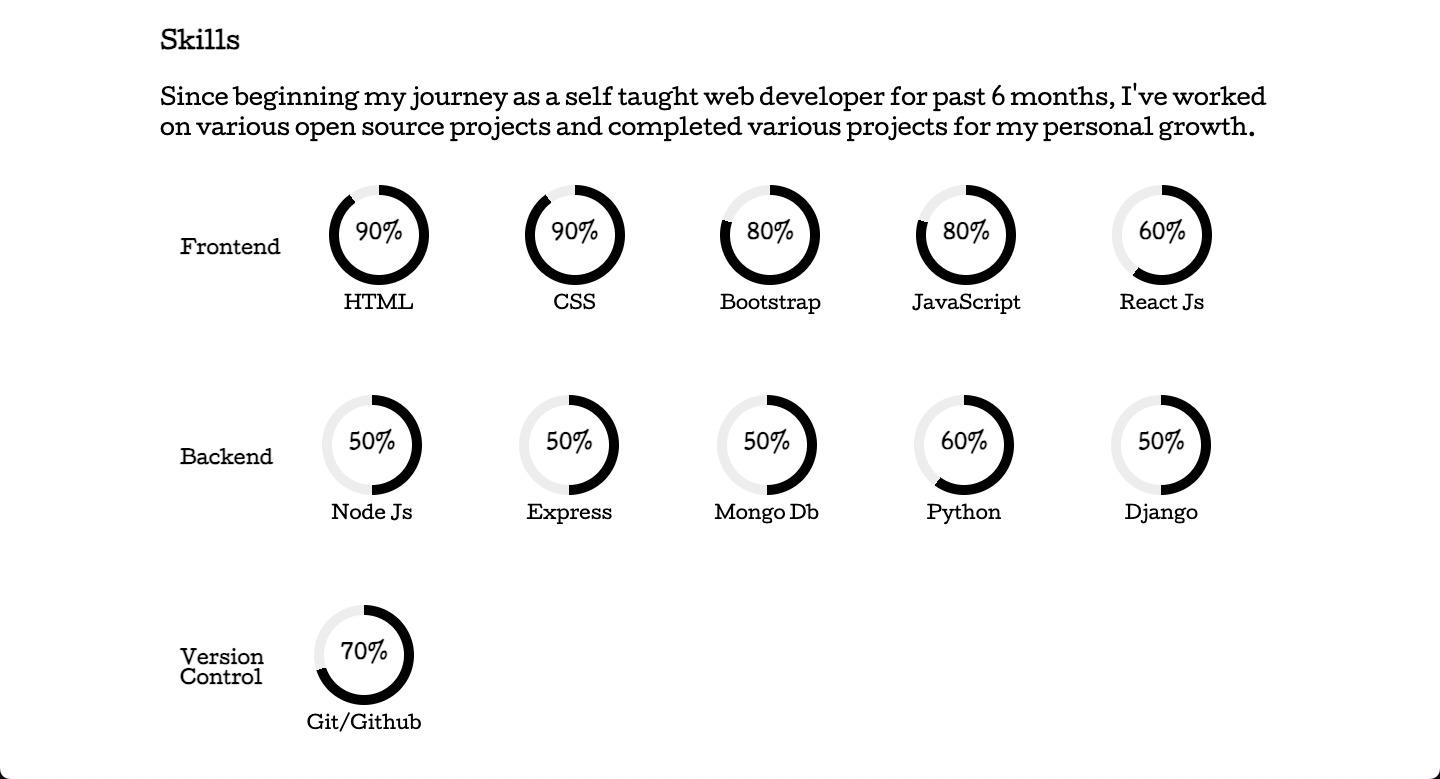 Skills
Since beginning my journey as a self taught web developer for past 6 months, I've worked
on various open source projects and completed various projects for my personal growth.
Frontend
90% 90% 80% 80% 60%
HTML CSS Bootstrap JavaScript React Js
Backend
50% 50% 50% 60% 50%
Node Js Express Mongo Db Python Django
Version
Control
70%
Git/Github